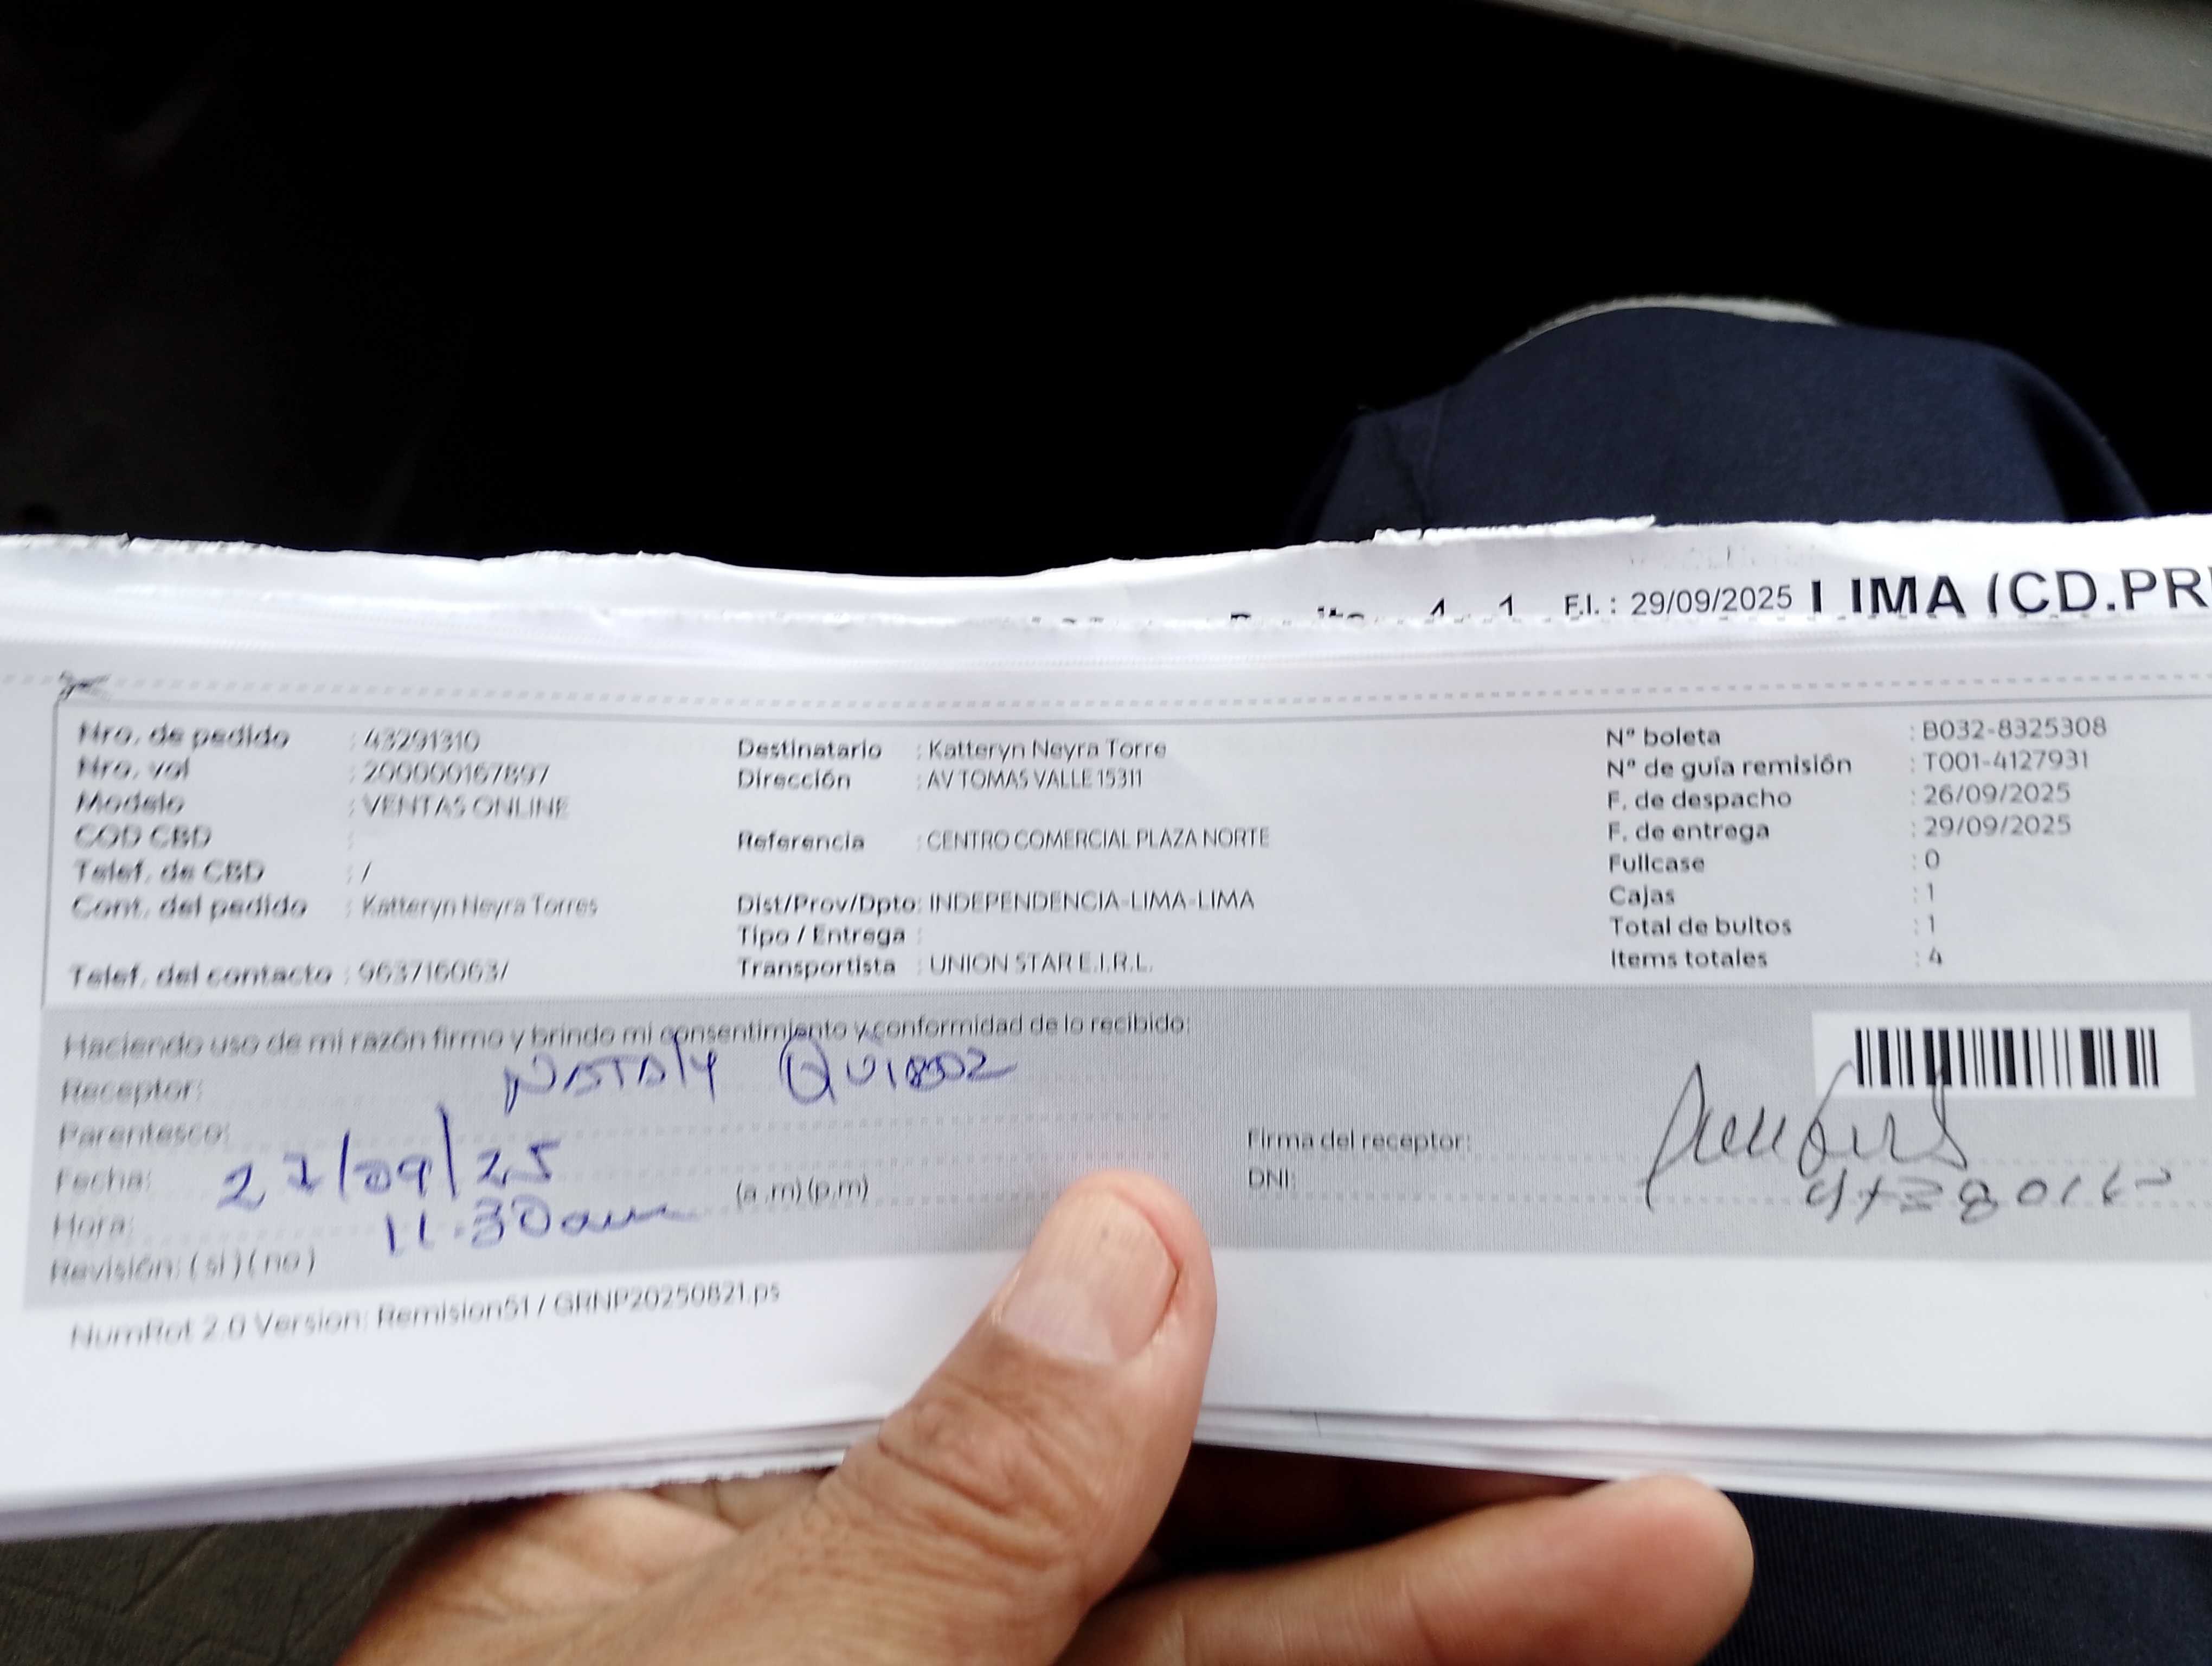 F.I. : 29/09/2025 LIMA (CD.PR
Nro. de pedido : 43291310
Nro. vol : 200000167897
Modelo : VENTAS ONLINE
COD CBD :
Telef. de CBD : /
Cont. del pedido : Katteryn Neyra Torres
Telef. del contacto : 963716063/
Destinatario : Katteryn Neyra Torre
Dirección : AV TOMAS VALLE 15311
Referencia : CENTRO COMERCIAL PLAZA NORTE
Dist/Prov/Dpto: INDEPENDENCIA-LIMA-LIMA
Tipo / Entrega :
Transportista : UNION STAR E.I.R.L.
N° boleta : B032-8325308
N° de guía remisión : T001-4127931
F. de despacho : 26/09/2025
F. de entrega : 29/09/2025
Fullcase : 0
Cajas : 1
Total de bultos : 1
Items totales : 4
Haciendo uso de mi razón firmo y brindo mi consentimiento y conformidad de lo recibido:
Receptor: Nataly
Parentesco:
Fecha: 27/09/25
Hora: 11.30am (a.m)(p.m)
Revisión: (si)(no)
Firma del receptor:
DNI:
NumRot 2.0 Version: Remision51 / GRNP20250821.ps